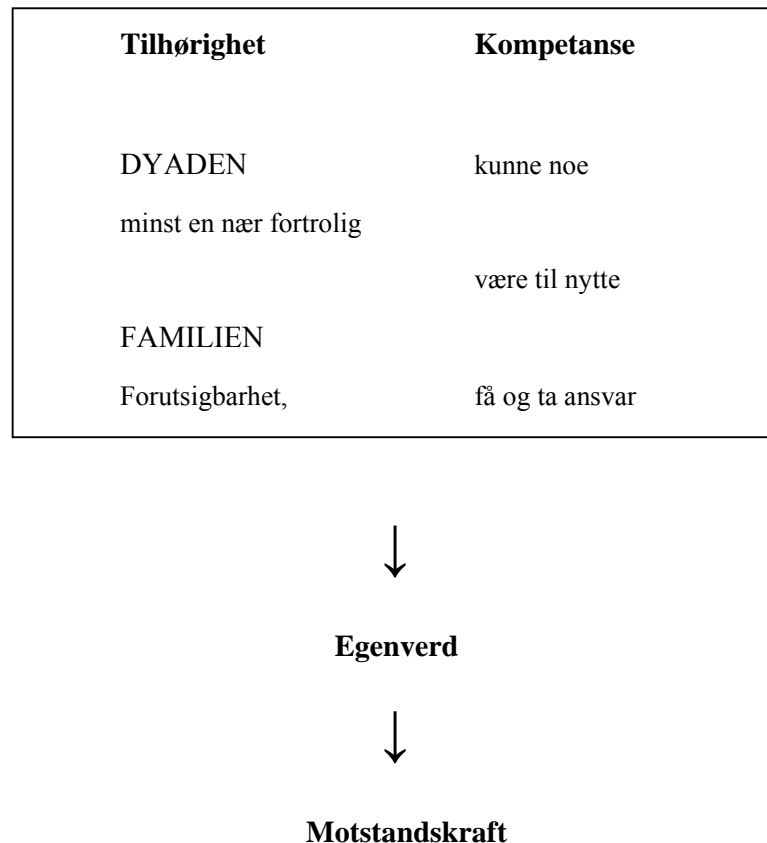 Tilhørighet Kompetanse
DYADEN kunne noe
minst en nær fortrolig
være til nytte
FAMILIEN
Forutsigbarhet, få og ta ansvar
↓
Egenverd
↓
Motstandskraft